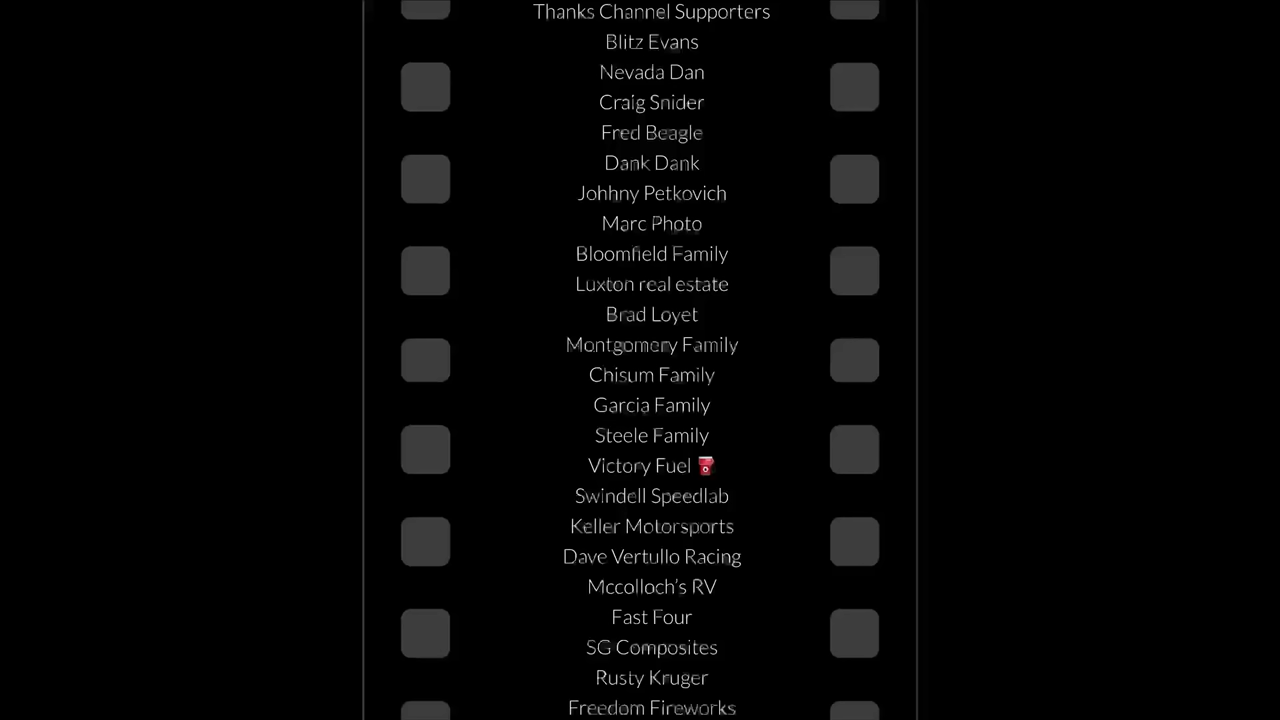 Thanks Channel Supporters
Blitz Evans
Nevada Dan
Craig Snider
Fred Beagle
Dank Dank
Johhny Petkovich
Marc Photo
Bloomfield Family
Luxton real estate
Brad Loyet
Montgomery Family
Chisum Family
Garcia Family
Steele Family
Victory Fuel
Swindell Speedlab
Keller Motorsports
Dave Vertullo Racing
Mccolloch's RV
Fast Four
SG Composites
Rusty Kruger
Freedom Fireworks